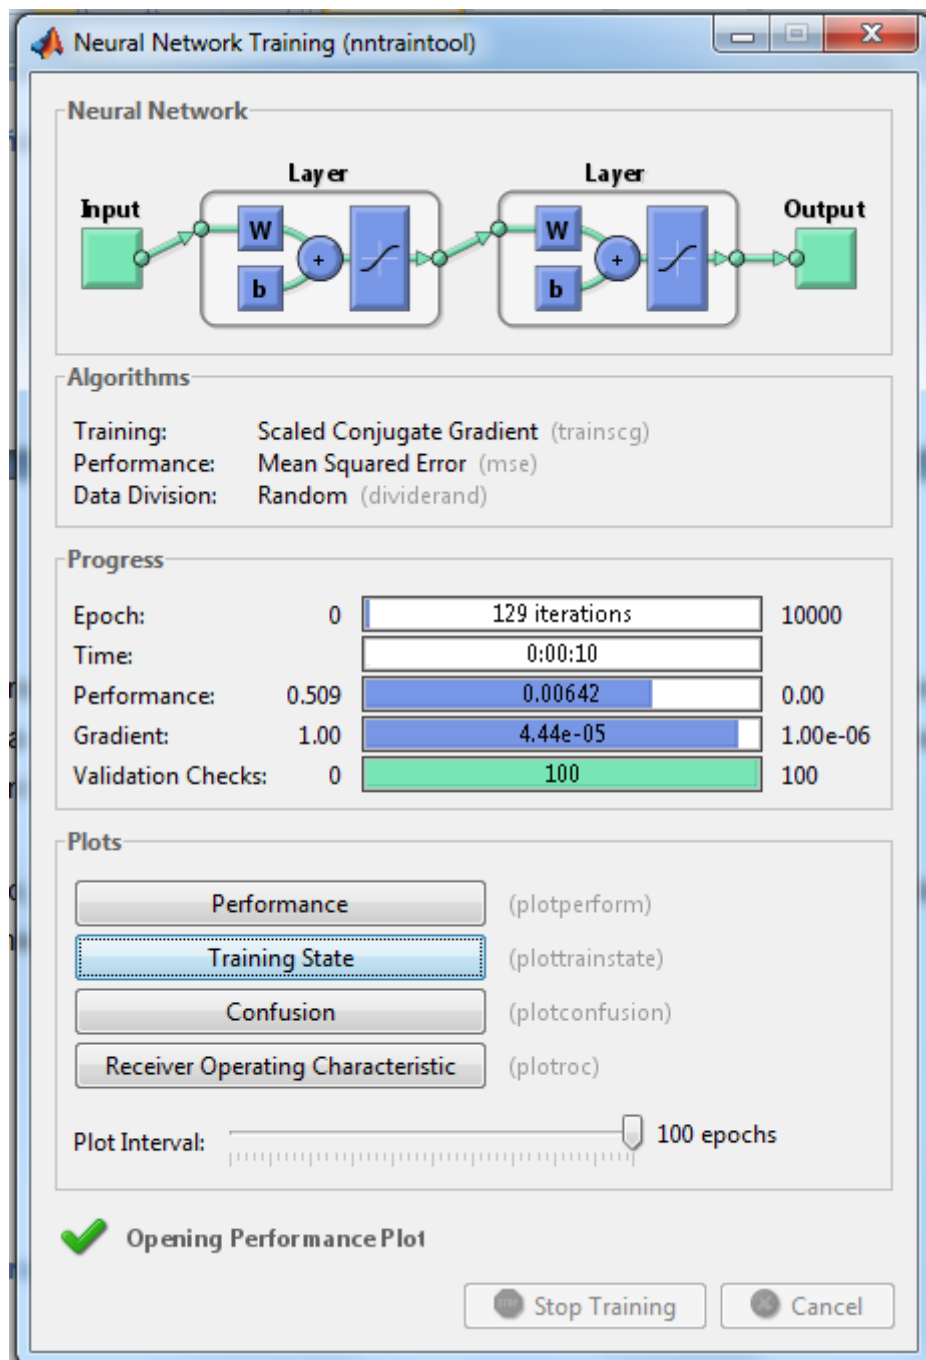 Neural Network Training (nntraintool)
Neural Network
Layer
Layer
Input
Output
W
b
+
W
b
+
Algorithms
Training: Scaled Conjugate Gradient (trainscg)
Performance: Mean Squared Error (mse)
Data Division: Random (dividerand)
Progress
Epoch: 0 129 iterations 10000
Time: 0:00:10
Performance: 0.509 0.00642 0.00
Gradient: 1.00 4.44e-05 1.00e-06
Validation Checks: 0 100 100
Plots
Performance (plotperform)
Training State (plottrainstate)
Confusion (plotconfusion)
Receiver Operating Characteristic (plotroc)
Plot Interval: 100 epochs
Opening Performance Plot
STOP Stop Training Cancel